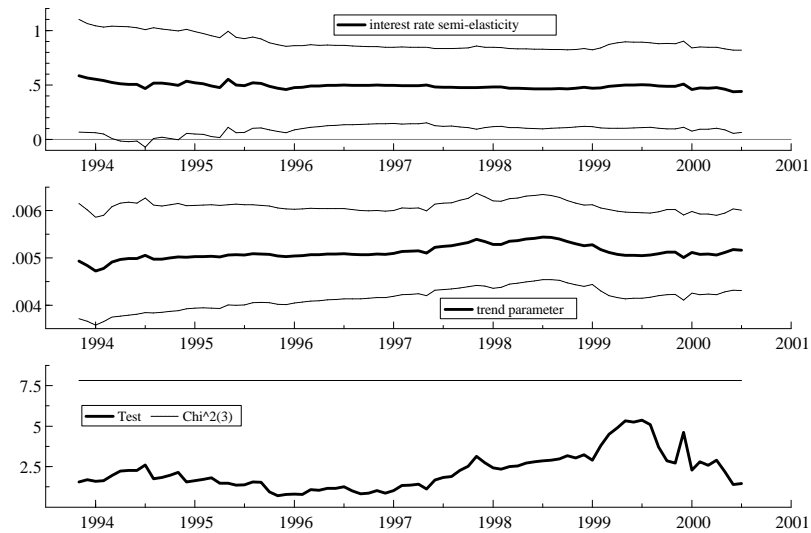 1
interest rate semi-elasticity
.5
0
1994 1995 1996 1997 1998 1999 2000 2001
.006
.005
.004
trend parameter
1994 1995 1996 1997 1998 1999 2000 2001
7.5
Test Chi^2(3)
5
2.5
1994 1995 1996 1997 1998 1999 2000 2001